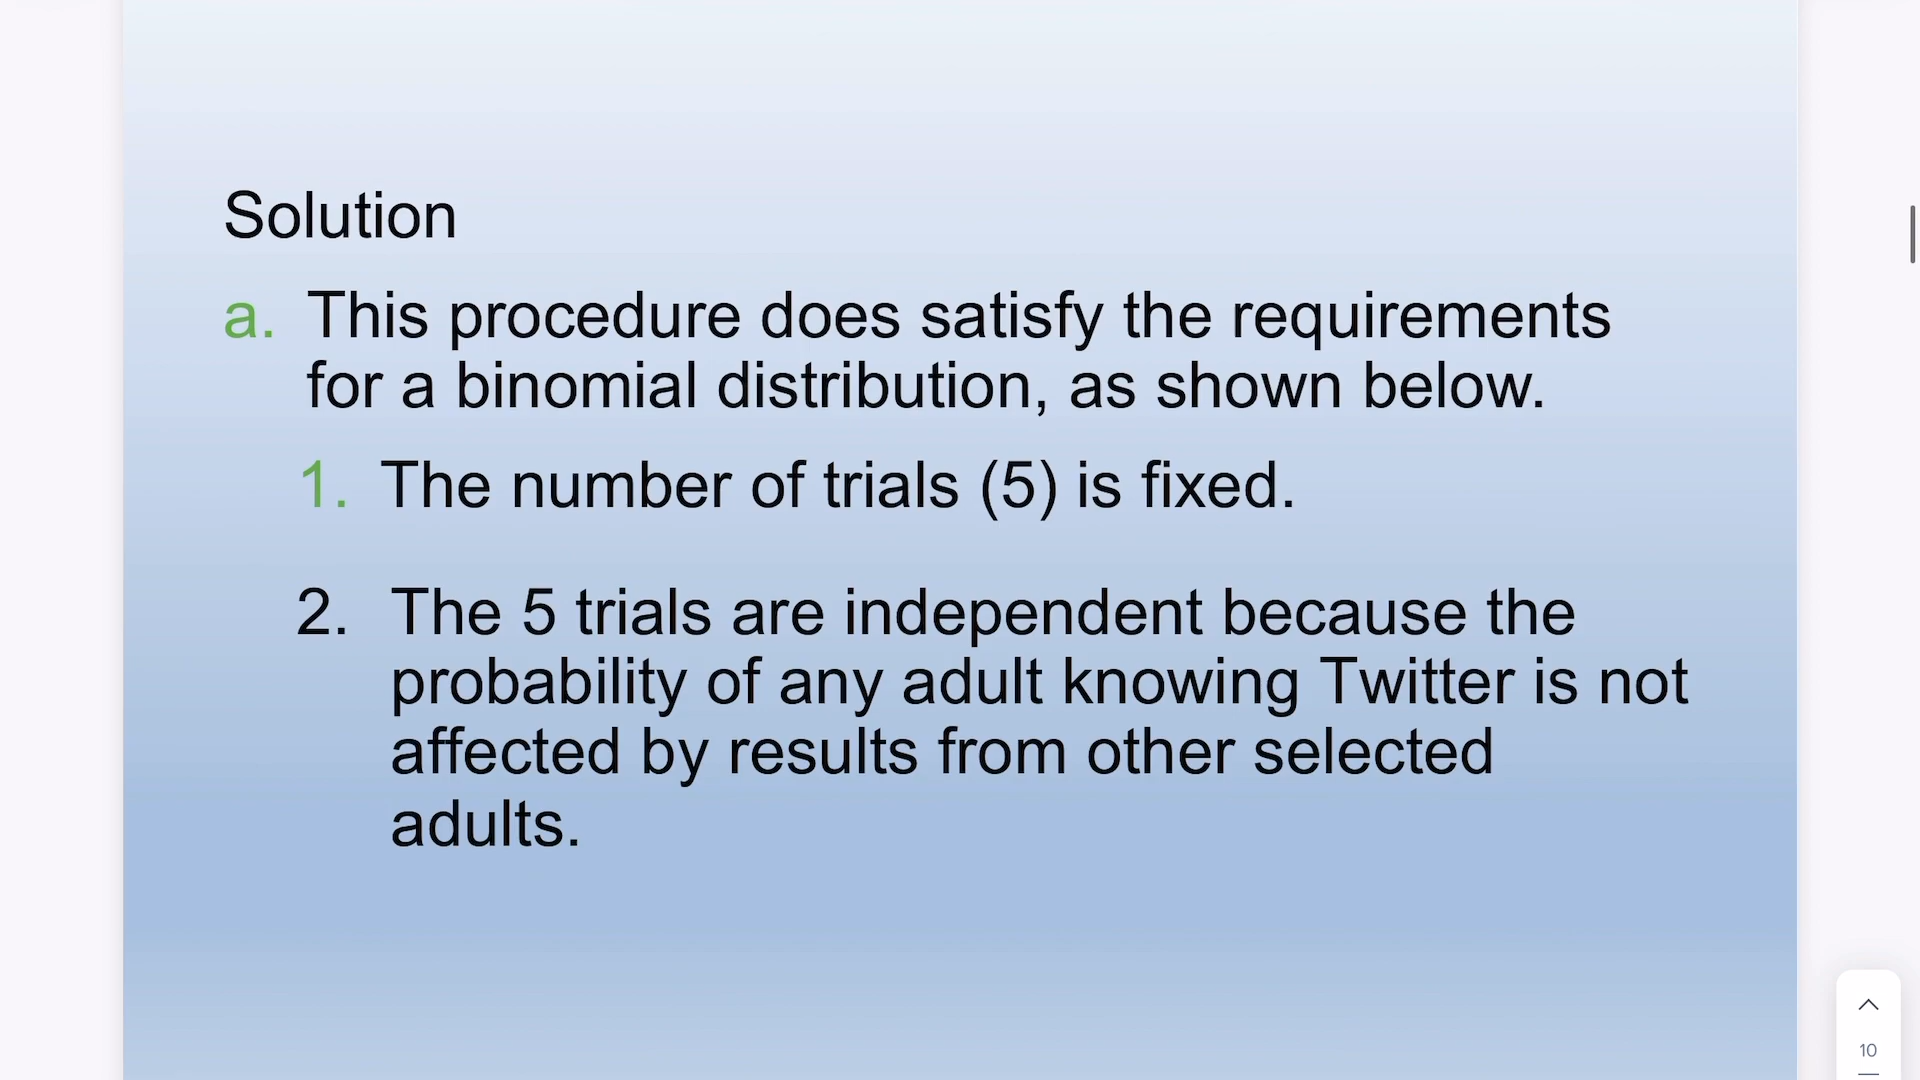 Solution
a. This procedure does satisfy the requirements
for a binomial distribution, as shown below.
1. The number of trials (5) is fixed.
2. The 5 trials are independent because the
probability of any adult knowing Twitter is not
affected by results from other selected
adults.
10